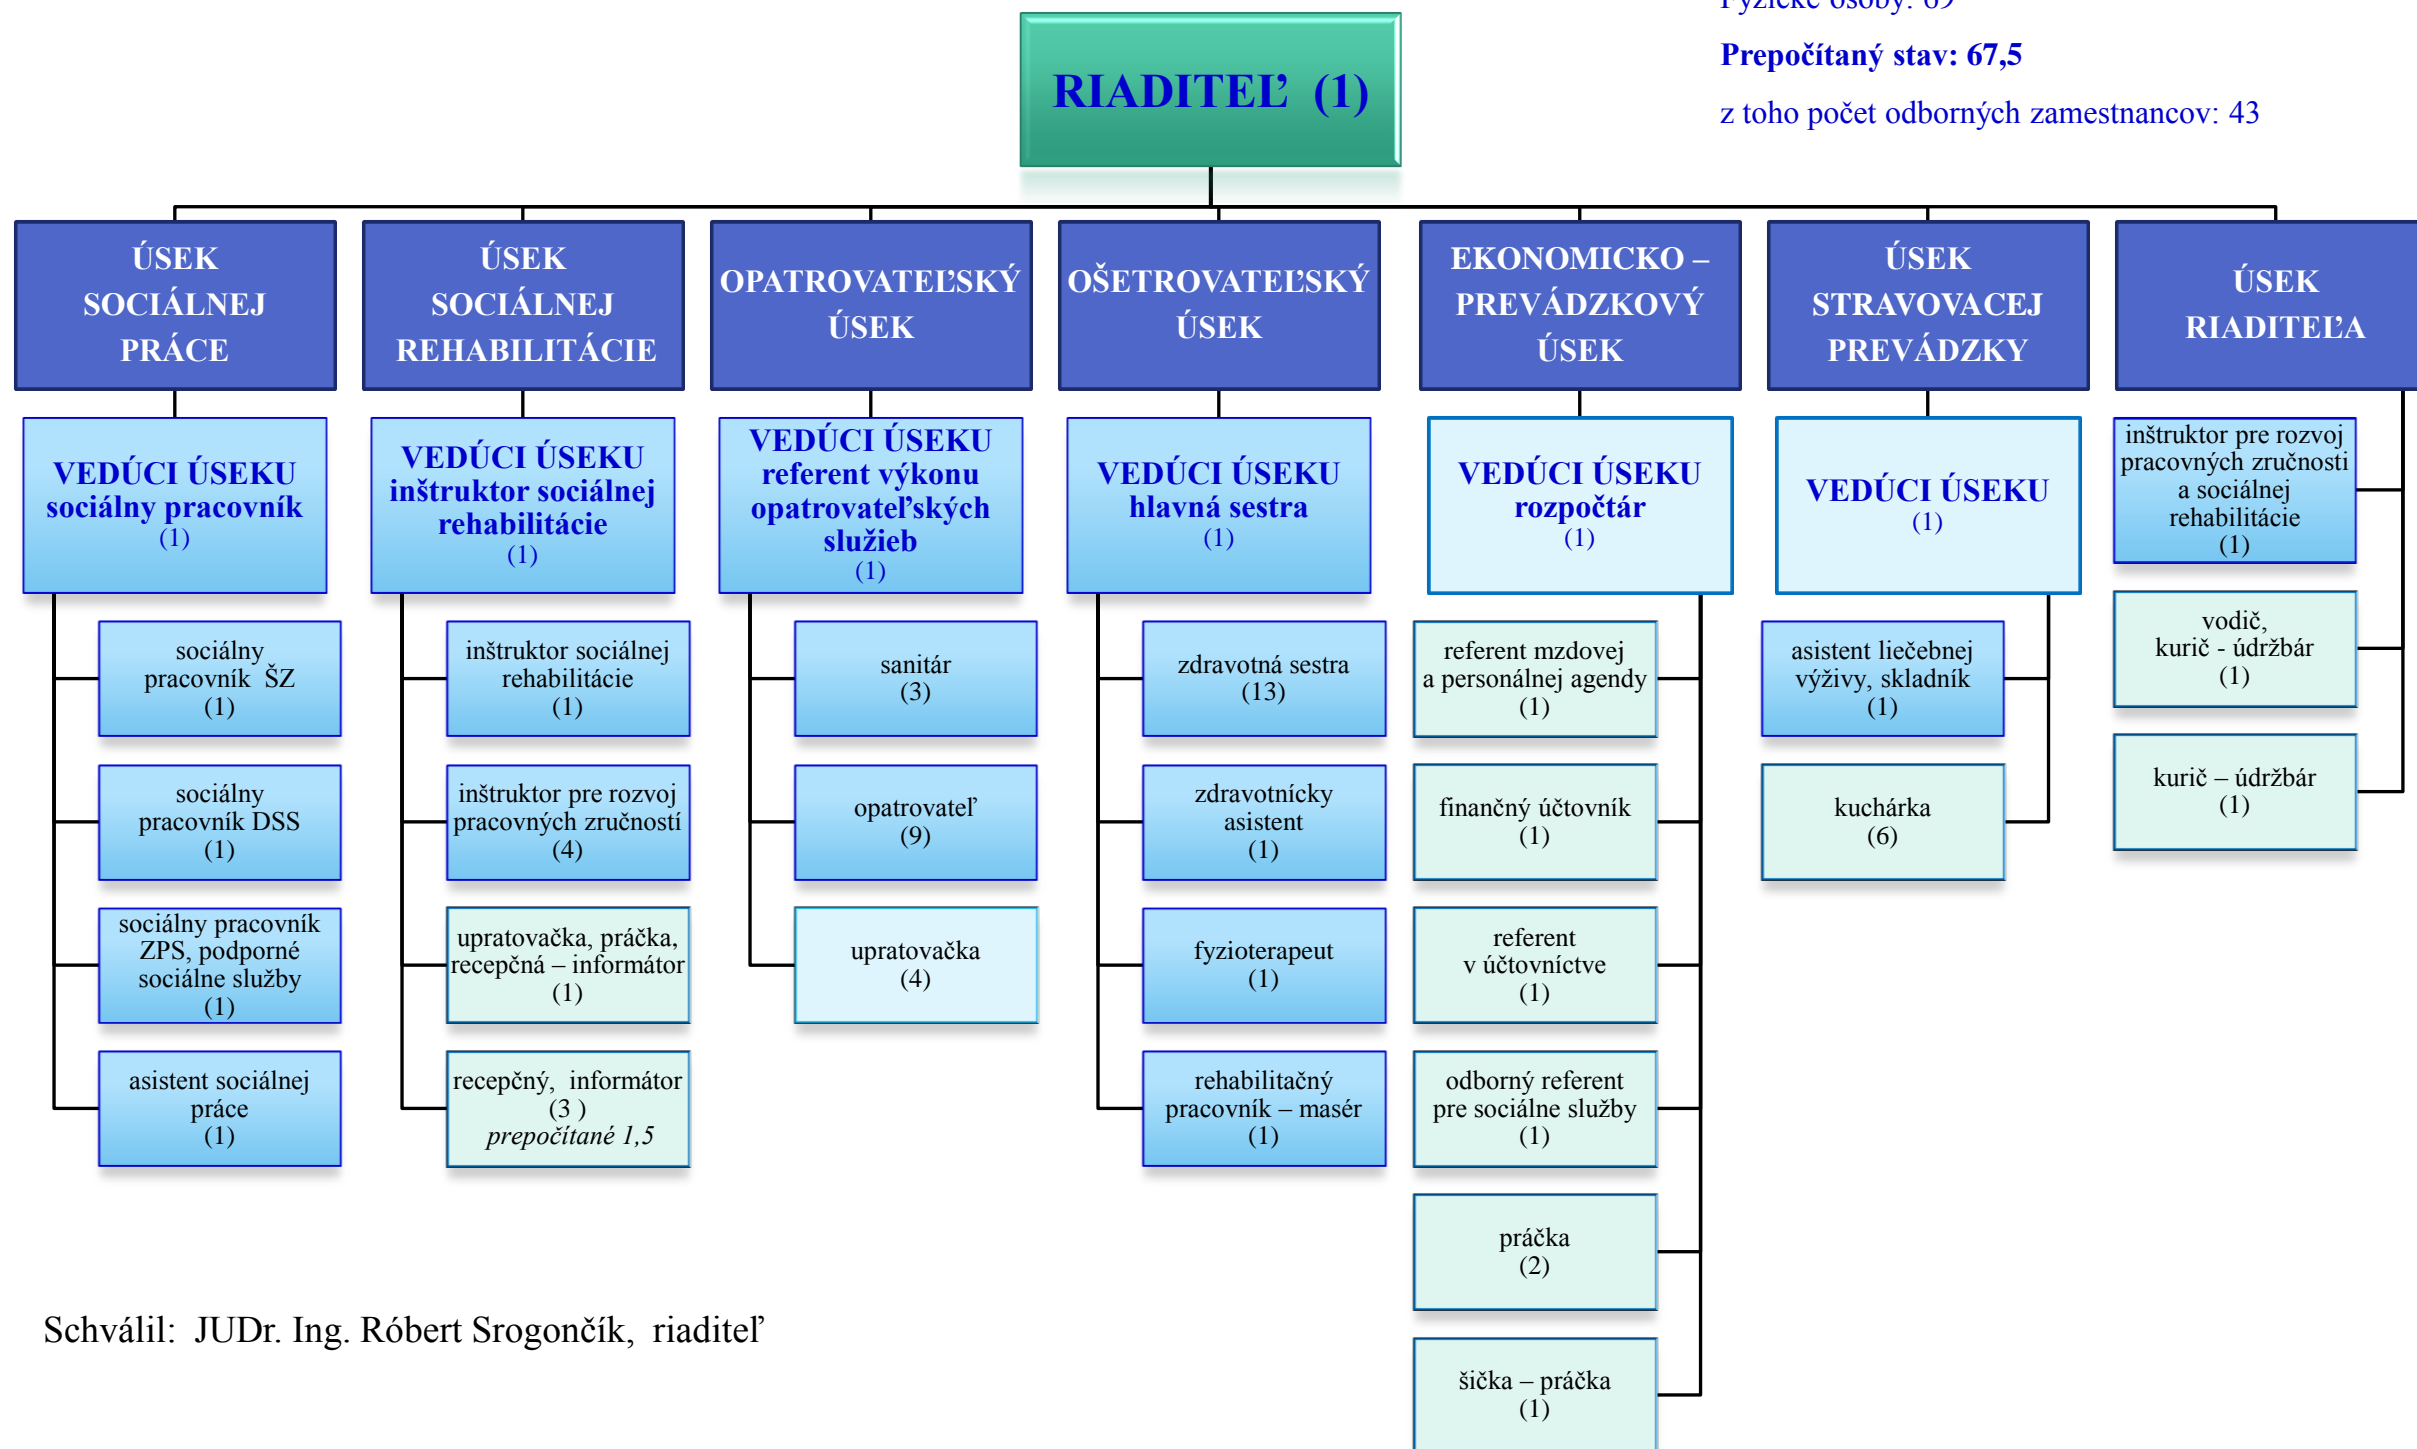 Fyzické osoby: 69
Prepočítaný stav: 67,5
z toho počet odborných zamestnancov: 43
RIADITEĽ (1)
ÚSEK
SOCIÁLNEJ
PRÁCE
VEDÚCI ÚSEKU
sociálny pracovník
(1)
sociálny
pracovník ŠZ
(1)
sociálny
pracovník DSS
(1)
sociálny pracovník
ZPS, podporné
sociálne služby
(1)
asistent sociálnej
práce
(1)
ÚSEK
SOCIÁLNEJ
REHABILITÁCIE
VEDÚCI ÚSEKU
inštruktor sociálnej
rehabilitácie
(1)
inštruktor sociálnej
rehabilitácie
(1)
inštruktor pre rozvoj
pracovných zručností
(4)
upratovačka, práčka,
recepčná – informátor
(1)
recepčný, informátor
(3 )
prepočítané 1,5
OPATROVATEĽSKÝ
ÚSEK
VEDÚCI ÚSEKU
referent výkonu
opatrovateľských
služieb
(1)
sanitár
(3)
opatrovateľ
(9)
upratovačka
(4)
OŠETROVATEĽSKÝ
ÚSEK
VEDÚCI ÚSEKU
hlavná sestra
(1)
zdravotná sestra
(13)
zdravotnícky
asistent
(1)
fyzioterapeut
(1)
rehabilitačný
pracovník – masér
(1)
EKONOMICKO –
PREVÁDZKOVÝ
ÚSEK
VEDÚCI ÚSEKU
rozpočtár
(1)
referent mzdovej
a personálnej agendy
(1)
finančný účtovník
(1)
referent
v účtovníctve
(1)
odborný referent
pre sociálne služby
(1)
práčka
(2)
šička – práčka
(1)
ÚSEK
STRAVOVACEJ
PREVÁDZKY
VEDÚCI ÚSEKU
(1)
asistent liečebnej
výživy, skladník
(1)
kuchárka
(6)
ÚSEK
RIADITEĽA
inštruktor pre rozvoj
pracovných zručnosti
a sociálnej
rehabilitácie
(1)
vodič,
kurič - údržbár
(1)
kurič – údržbár
(1)
Schválil: JUDr. Ing. Róbert Srogončík, riaditeľ